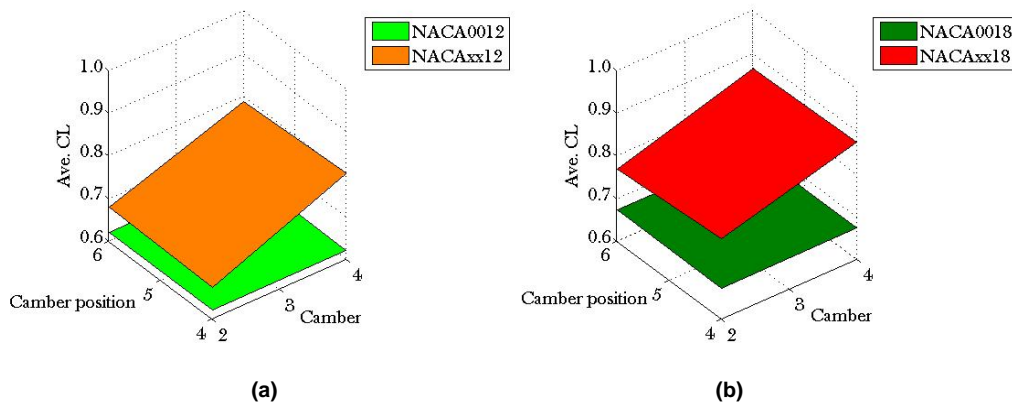 NACA0012
NACAxx12
1.0
0.9
0.8
0.7
0.6
Ave. CL
6
5
4
Camber position
2
3
4
Camber
(a)
NACA0018
NACAxx18
1.0
0.9
0.8
0.7
0.6
Ave. CL
6
5
4
Camber position
2
3
4
Camber
(b)